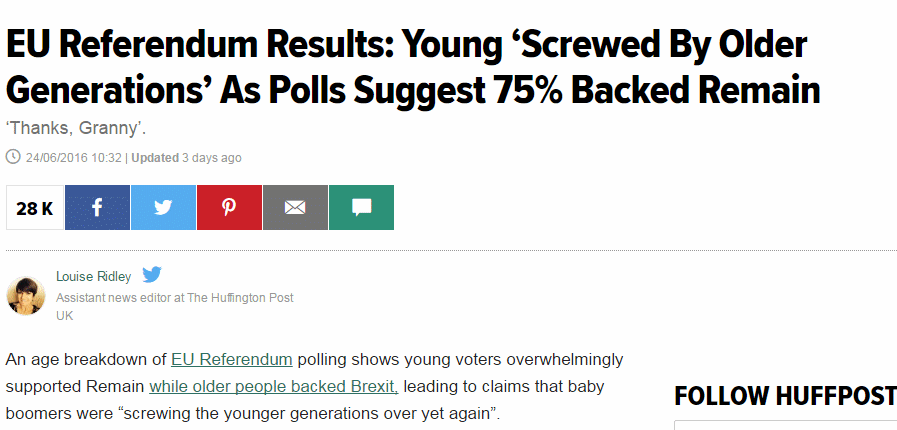 EU Referendum Results: Young ‘Screwed By Older
Generations’ As Polls Suggest 75% Backed Remain
‘Thanks, Granny’.
24/06/2016 10:32 | Updated 3 days ago
28 K
Louise Ridley
Assistant news editor at The Huffington Post
UK
An age breakdown of EU Referendum polling shows young voters overwhelmingly
supported Remain while older people backed Brexit, leading to claims that baby
boomers were “screwing the younger generations over yet again”.
FOLLOW HUFFPOST